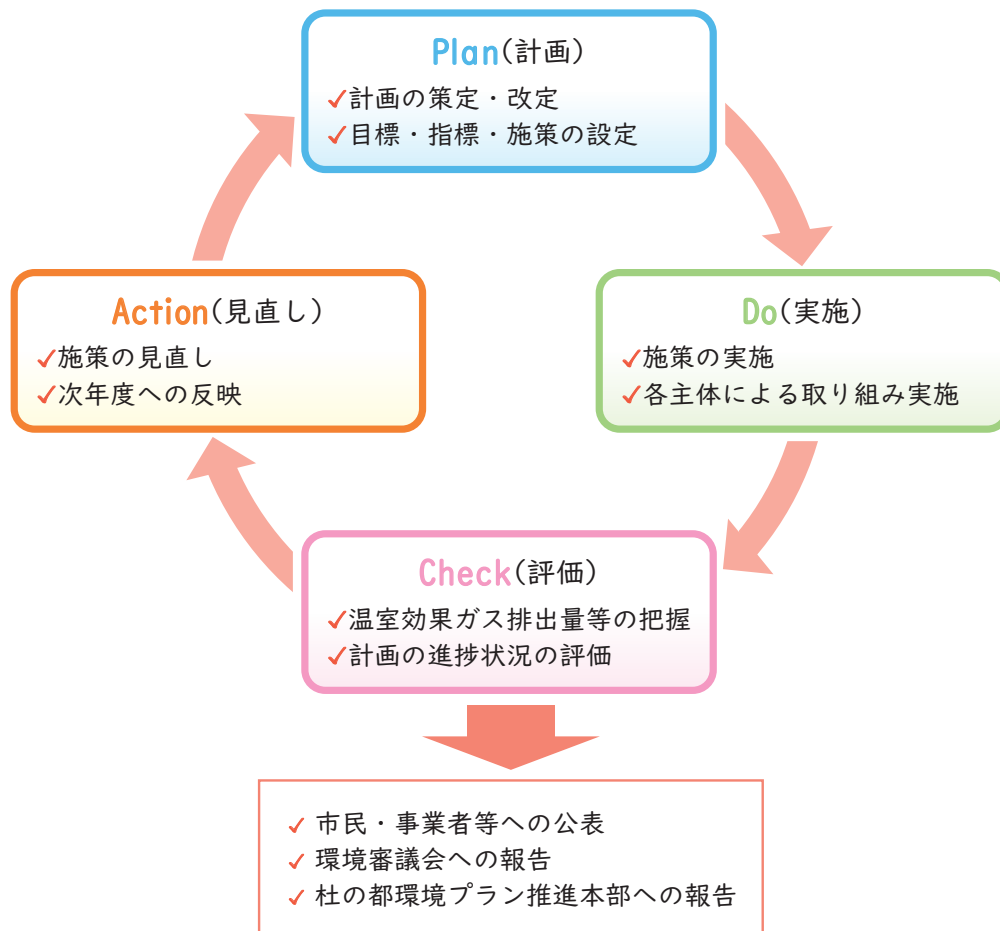 Plan(計画)
✓計画の策定・改定
✓目標・指標・施策の設定
Action(見直し)
✓施策の見直し
✓次年度への反映
Do(実施)
✓施策の実施
✓各主体による取り組み実施
Check(評価)
✓温室効果ガス排出量等の把握
✓計画の進捗状況の評価
✓ 市民・事業者等への公表
✓ 環境審議会への報告
✓ 杜の都環境プラン推進本部への報告